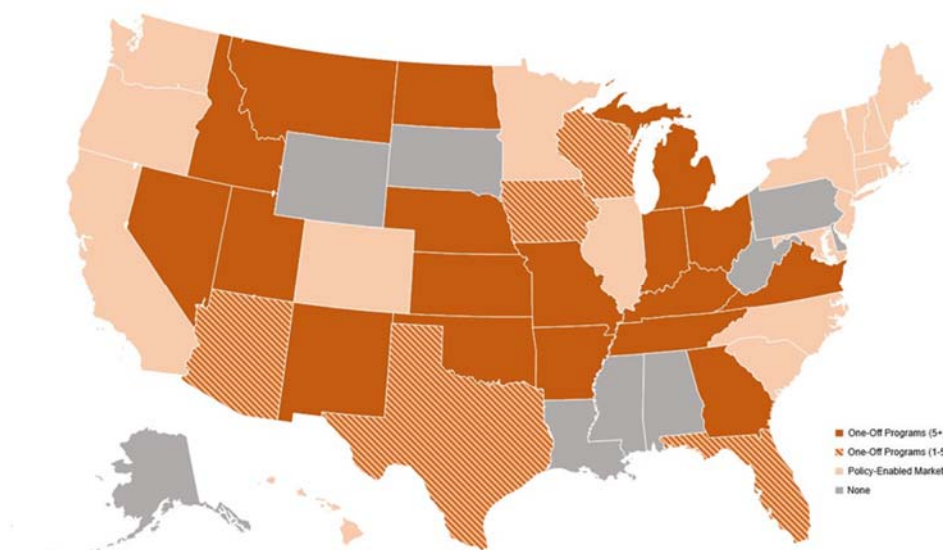 One-Off Programs (5+
One-Off Programs (1-5
Policy-Enabled Market
None